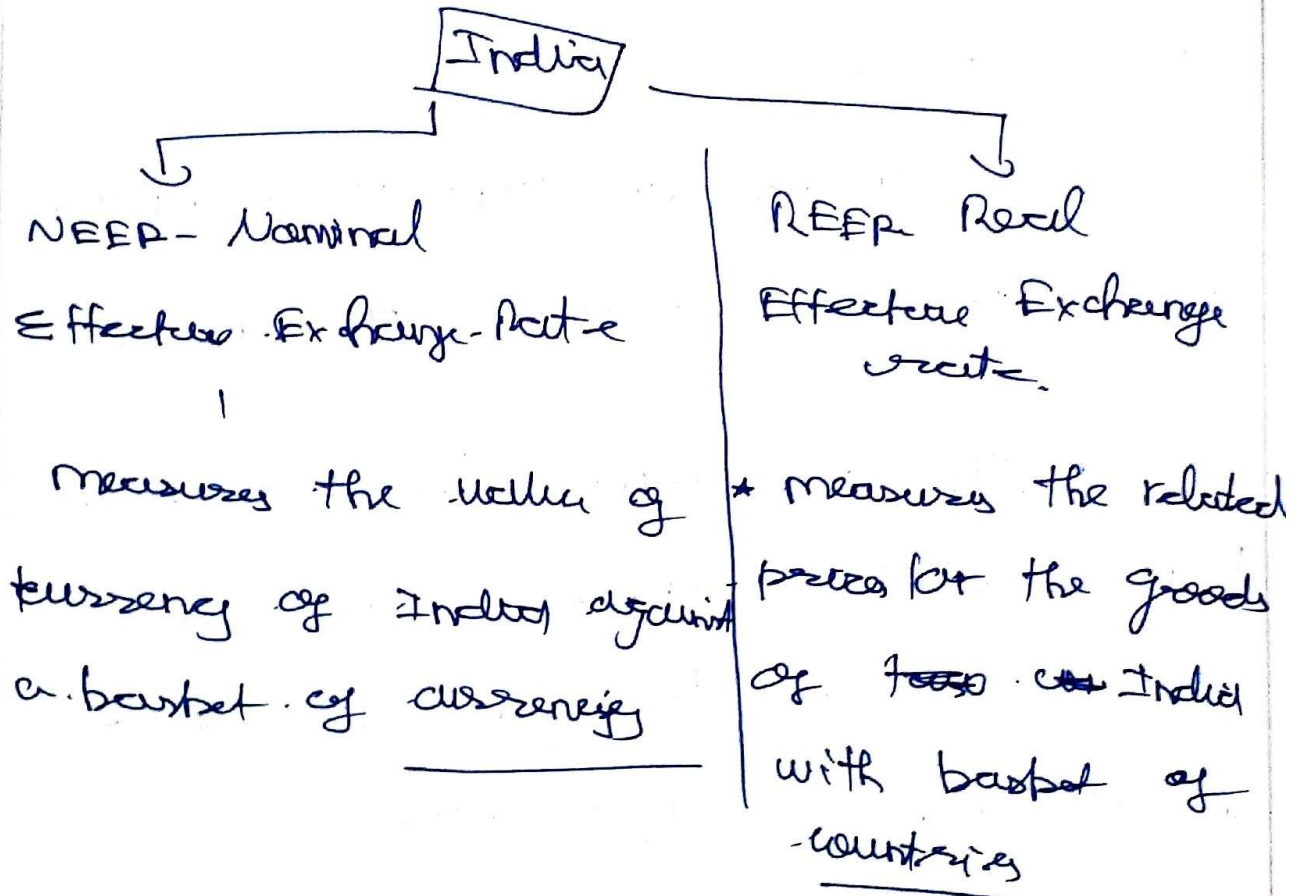 India
NEER - Nominal
Effective Exchange Rate
measures the value of
currency of India against
a basket of currencies
REER Real
Effective Exchange
rate.
* measures the related
prices for the goods
of India
with basket of
countries